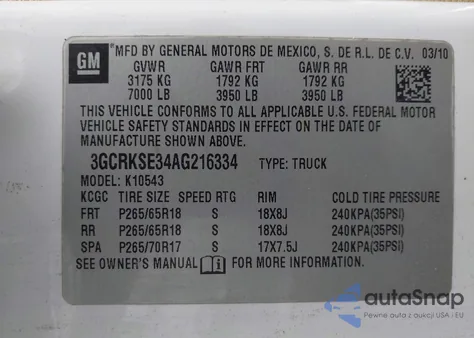 GM
MFD BY GENERAL MOTORS DE MEXICO, S. DE R.L. DE C.V. 03/10
GVWR GAWR FRT GAWR RR
3175 KG 1792 KG 1792 KG
7000 LB 3950 LB 3950 LB
THIS VEHICLE CONFORMS TO ALL APPLICABLE U.S. FEDERAL MOTOR
VEHICLE SAFETY STANDARDS IN EFFECT ON THE DATE OF
MANUFACTURE SHOWN ABOVE.
3GCRKSE34AG216334 TYPE: TRUCK
MODEL: K10543
KCGC TIRE SIZE SPEED RTG RIM COLD TIRE PRESSURE
FRT P265/65R18 S 18X8J 240KPA(35PSI)
RR P265/65R18 S 18X8J 240KPA(35PSI)
SPA P265/70R17 S 17X7.5J 240KPA(35PSI)
SEE OWNER'S MANUAL FOR MORE INFORMATION.
autoSnap
Pewne auta z aukcji USA i EU